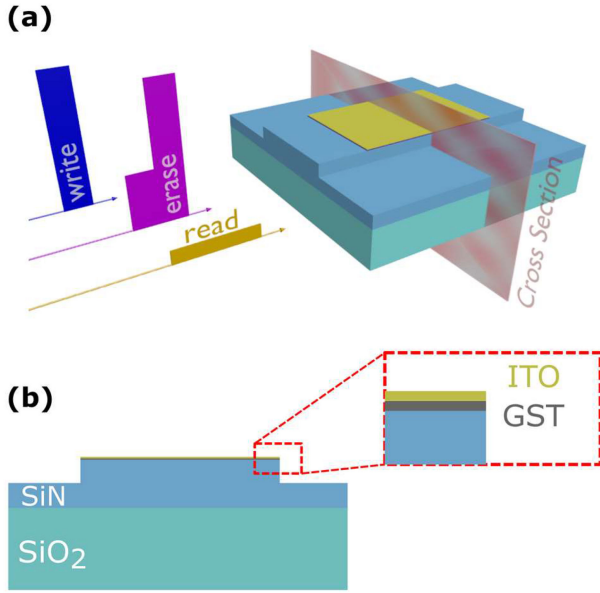 (a)
write
erase
read
Cross Section
(b)
ITO
GST
SiN
SiO₂